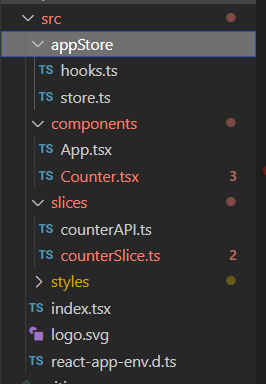 src
appStore
TS hooks.ts
TS store.ts
components
TS App.tsx
TS Counter.tsx 3
slices
TS counterAPI.ts
TS counterSlice.ts 2
styles
TS index.tsx
logo.svg
TS react-app-env.d.ts